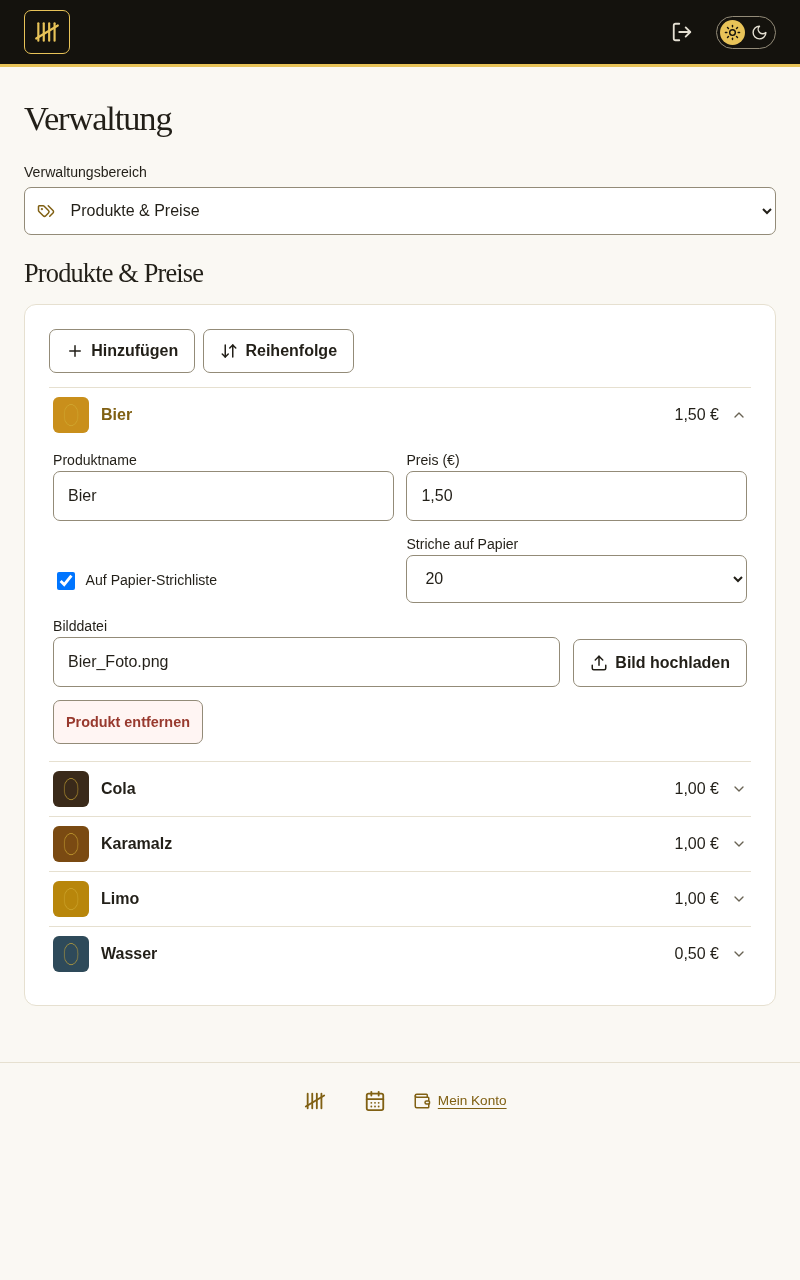 Verwaltung
Verwaltungsbereich
Produkte & Preise
Produkte & Preise
Hinzufügen Reihenfolge
Bier 1,50 €
Produktname Preis (€)
Bier 1,50
Striche auf Papier
Auf Papier-Strichliste 20
Bilddatei
Bier_Foto.png Bild hochladen
Produkt entfernen
Cola 1,00 €
Karamalz 1,00 €
Limo 1,00 €
Wasser 0,50 €
Mein Konto